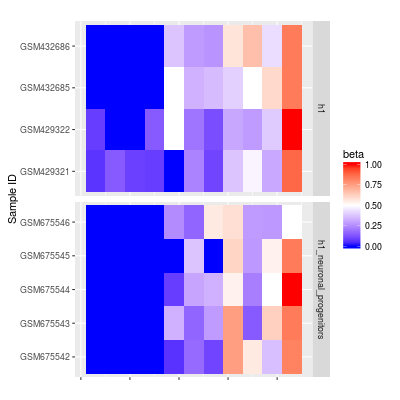 GSM432686
GSM432685
GSM429322
GSM429321
h1
GSM675546
GSM675545
GSM675544
GSM675543
GSM675542
h1_neuronal_progenitors
Sample ID
beta
1.00
0.75
0.50
0.25
0.00